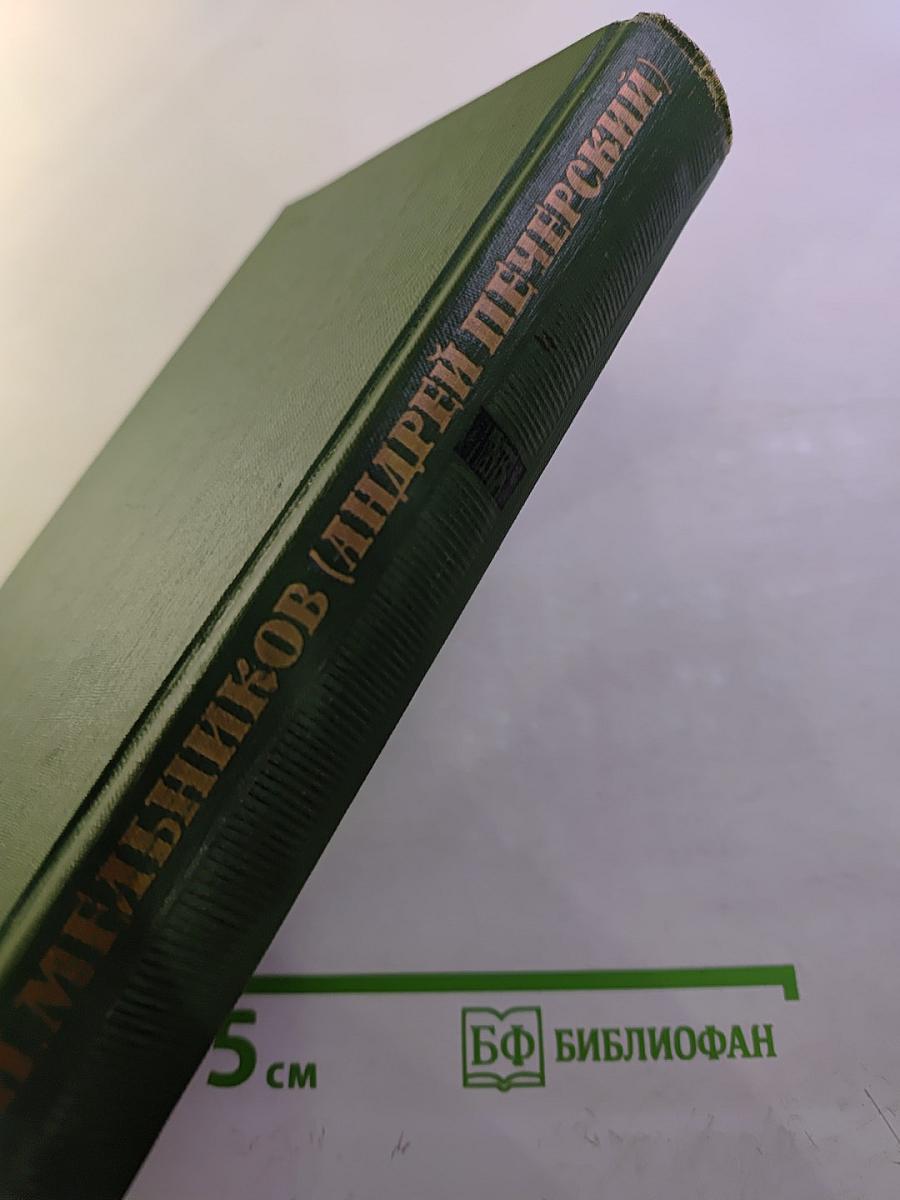 МЕЛЬНИКОВ (АНДРЕЙ ПЕЧЕРСКИЙ)
5 см
БФ БИБЛИОФАН